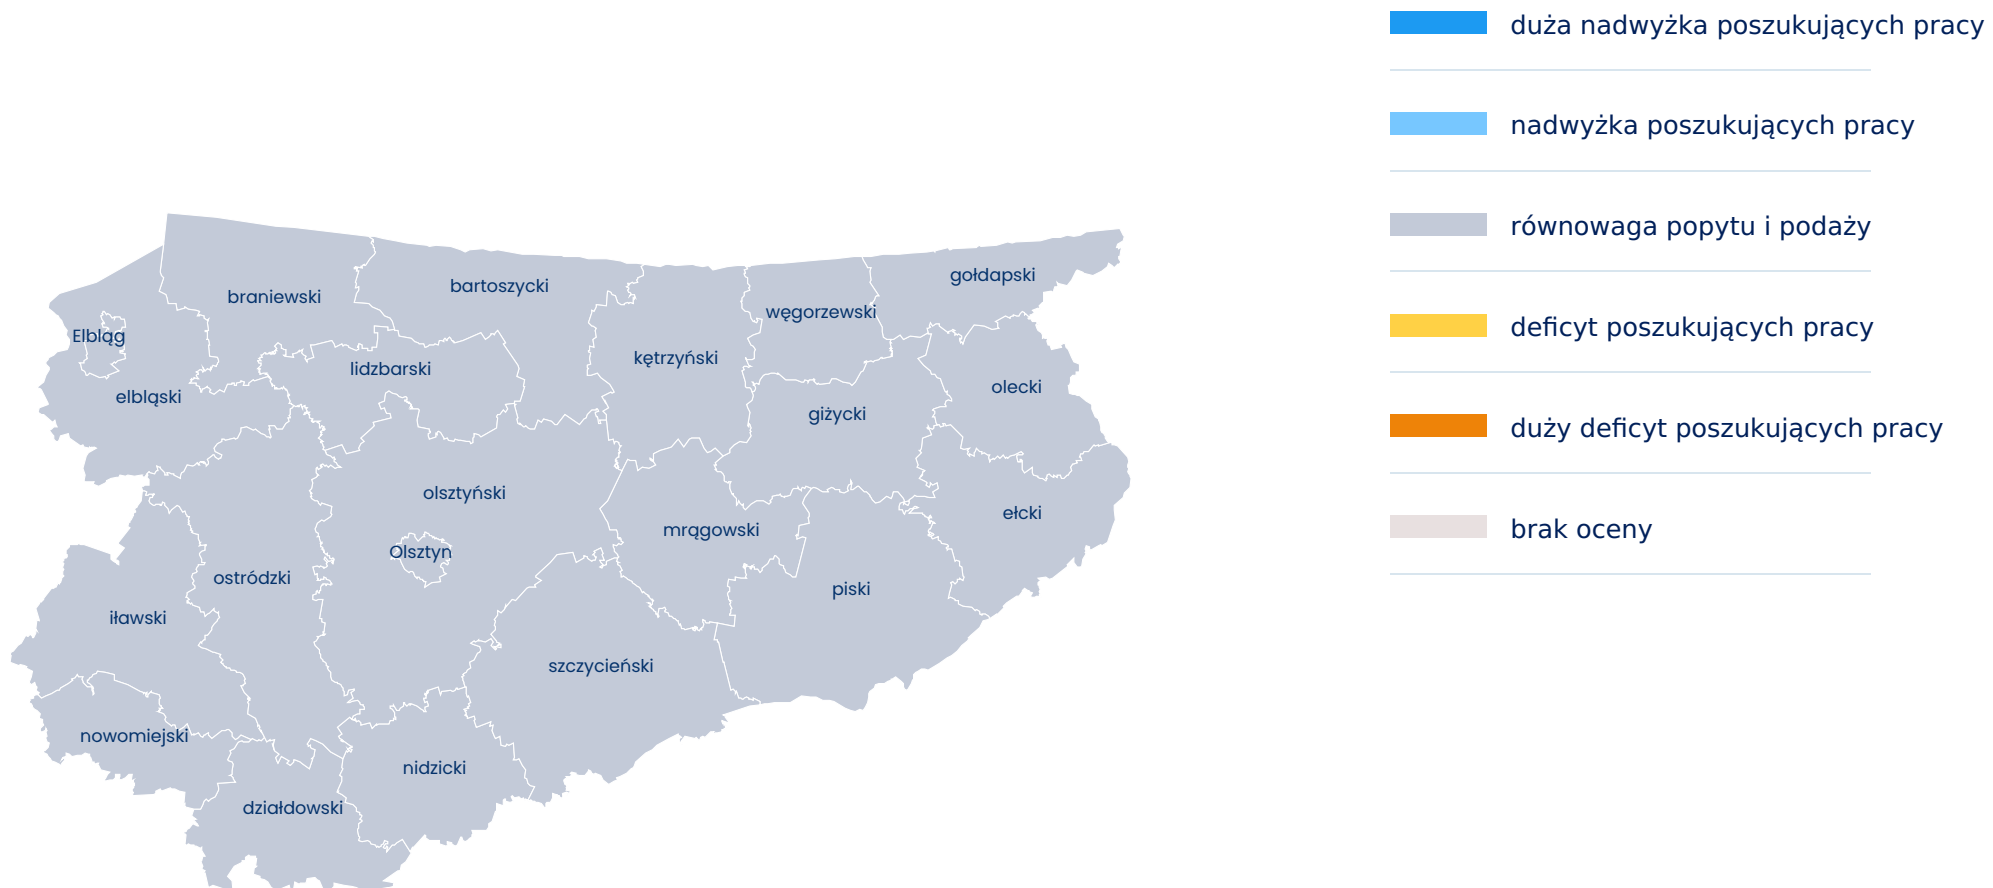 duża nadwyżka poszukujących pracy
nadwyżka poszukujących pracy
równowaga popytu i podaży
deficyt poszukujących pracy
duży deficyt poszukujących pracy
brak oceny
gołdapski
bartoszycki
braniewski
węgorzewski
Elbląg
kętrzyński
lidzbarski
olecki
elbląski
giżycki
olsztyński
ełcki
mrągowski
Olsztyn
ostródzki
piski
iławski
szczycieński
nowomiejski
nidzicki
działdowski